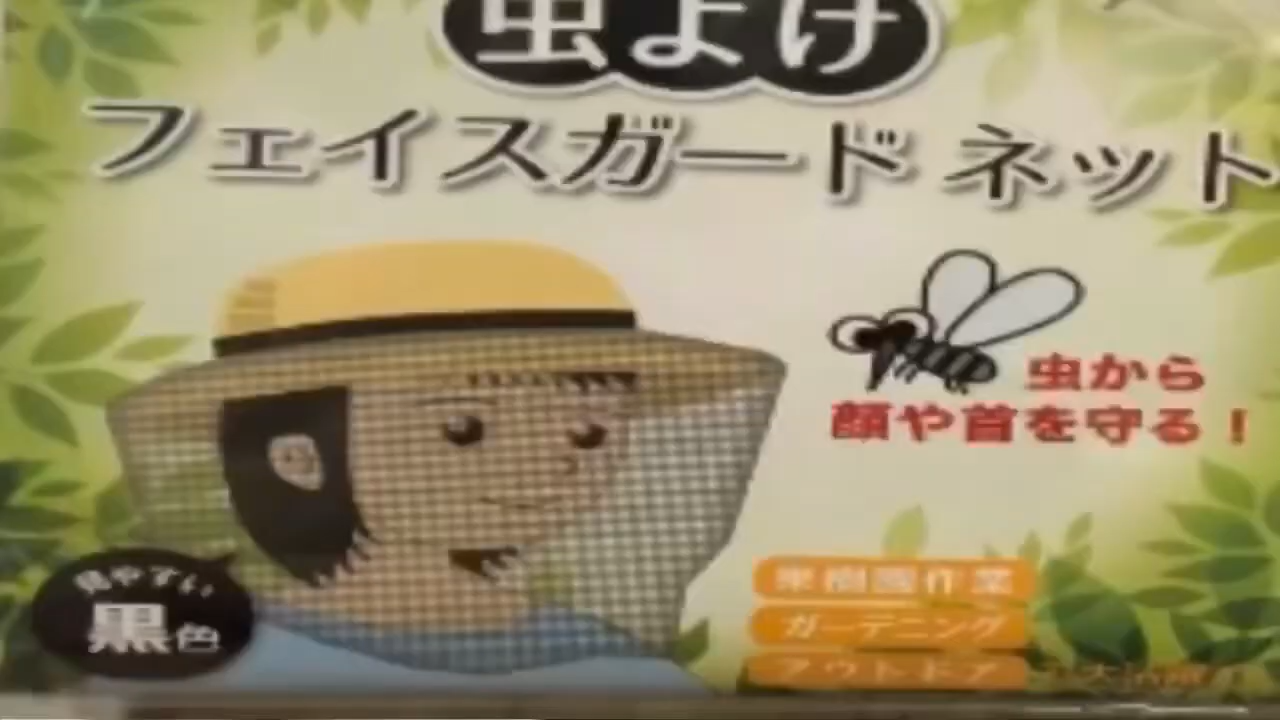 虫よけ
フェイスガード ネット
虫から
顔や首を守る！
見やすい
黒色
果樹園作業
ガーデニング
アウトドア